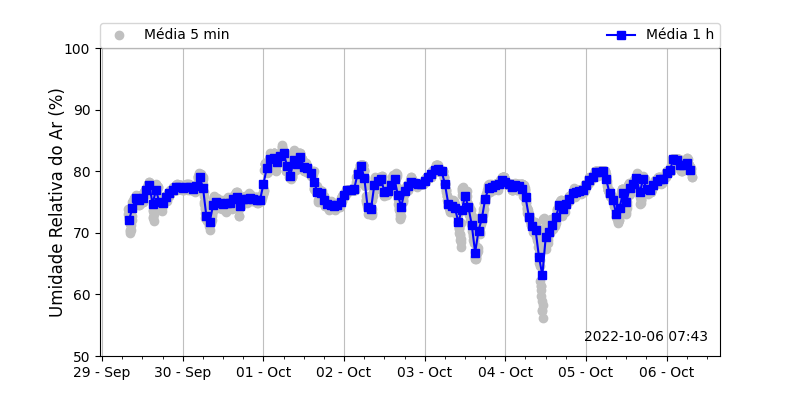 Média 5 min
Média 1 h
Umidade Relativa do Ar (%)
100
90
80
70
60
50
2022-10-06 07:43
29 - Sep
30 - Sep
01 - Oct
02 - Oct
03 - Oct
04 - Oct
05 - Oct
06 - Oct